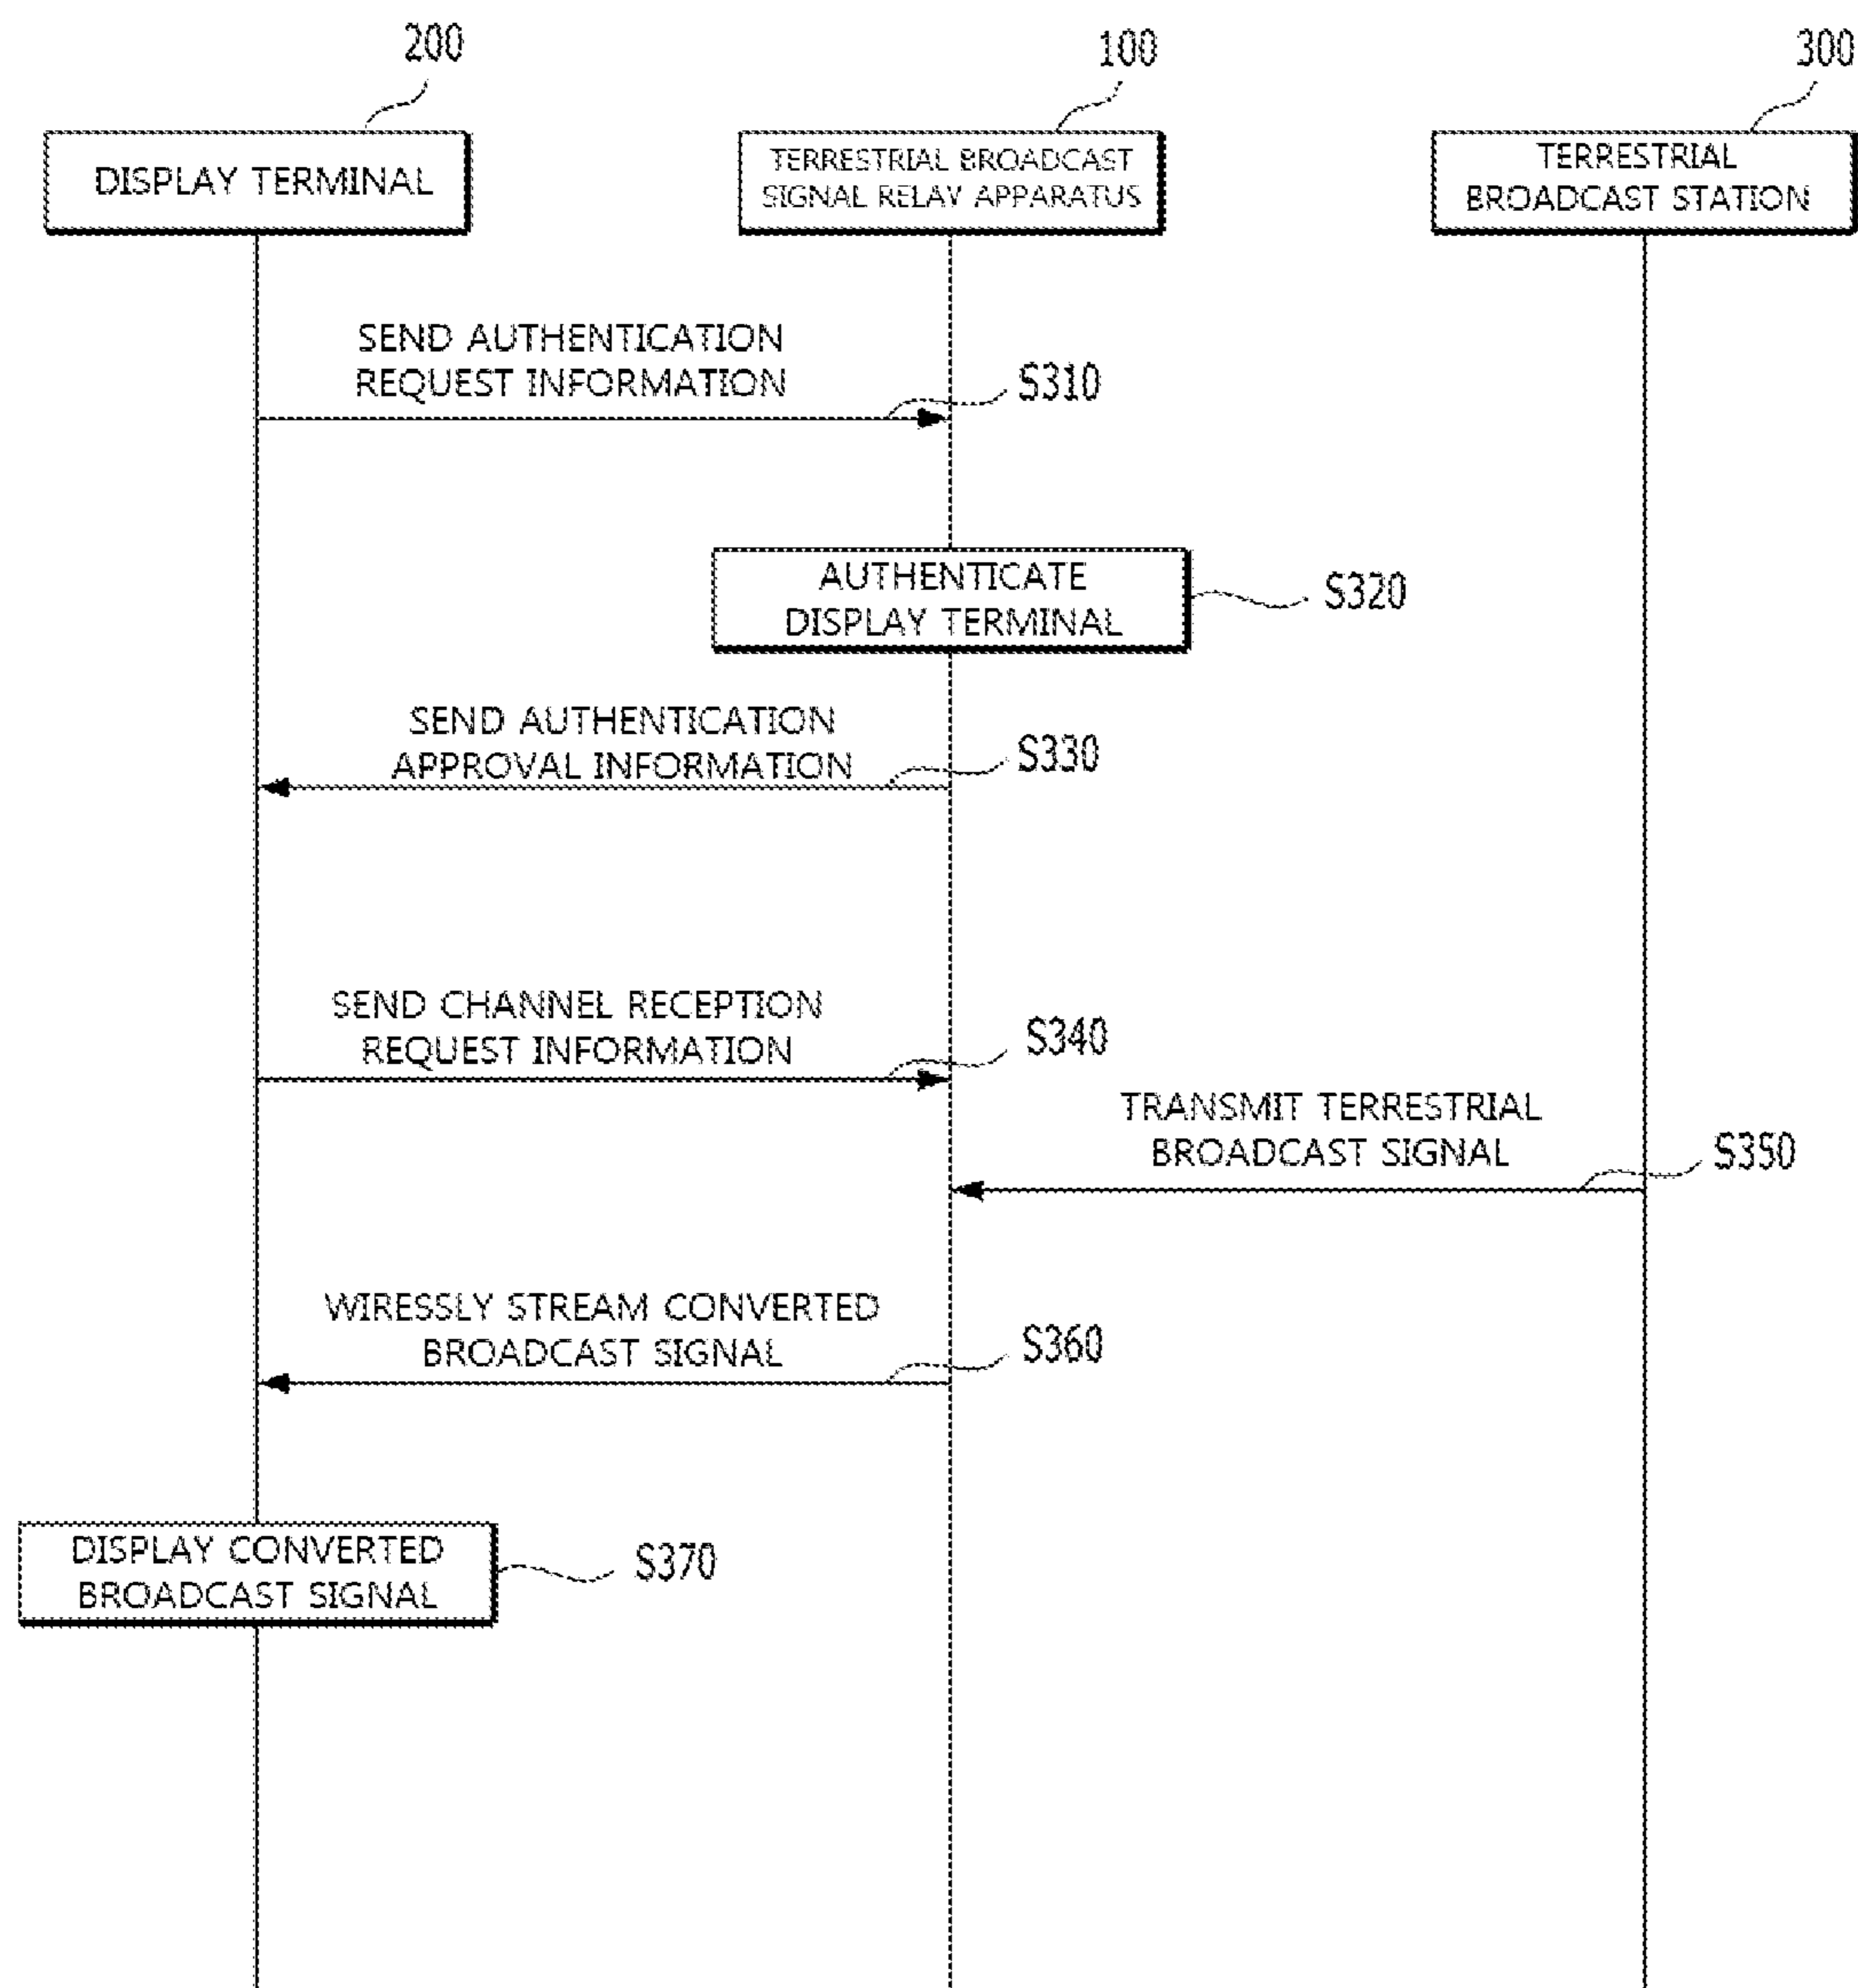 200
100
300
DISPLAY TERMINAL
TERRESTRIAL BROADCAST
SIGNAL RELAY APPARATUS
TERRESTRIAL
BROADCAST STATION
SEND AUTHENTICATION
REQUEST INFORMATION
S310
AUTHENTICATE
DISPLAY TERMINAL
S320
SEND AUTHENTICATION
APPROVAL INFORMATION
S330
SEND CHANNEL RECEPTION
REQUEST INFORMATION
S340
TRANSMIT TERRESTRIAL
BROADCAST SIGNAL
S350
WIRESSLY STREAM CONVERTED
BROADCAST SIGNAL
S360
DISPLAY CONVERTED
BROADCAST SIGNAL
S370